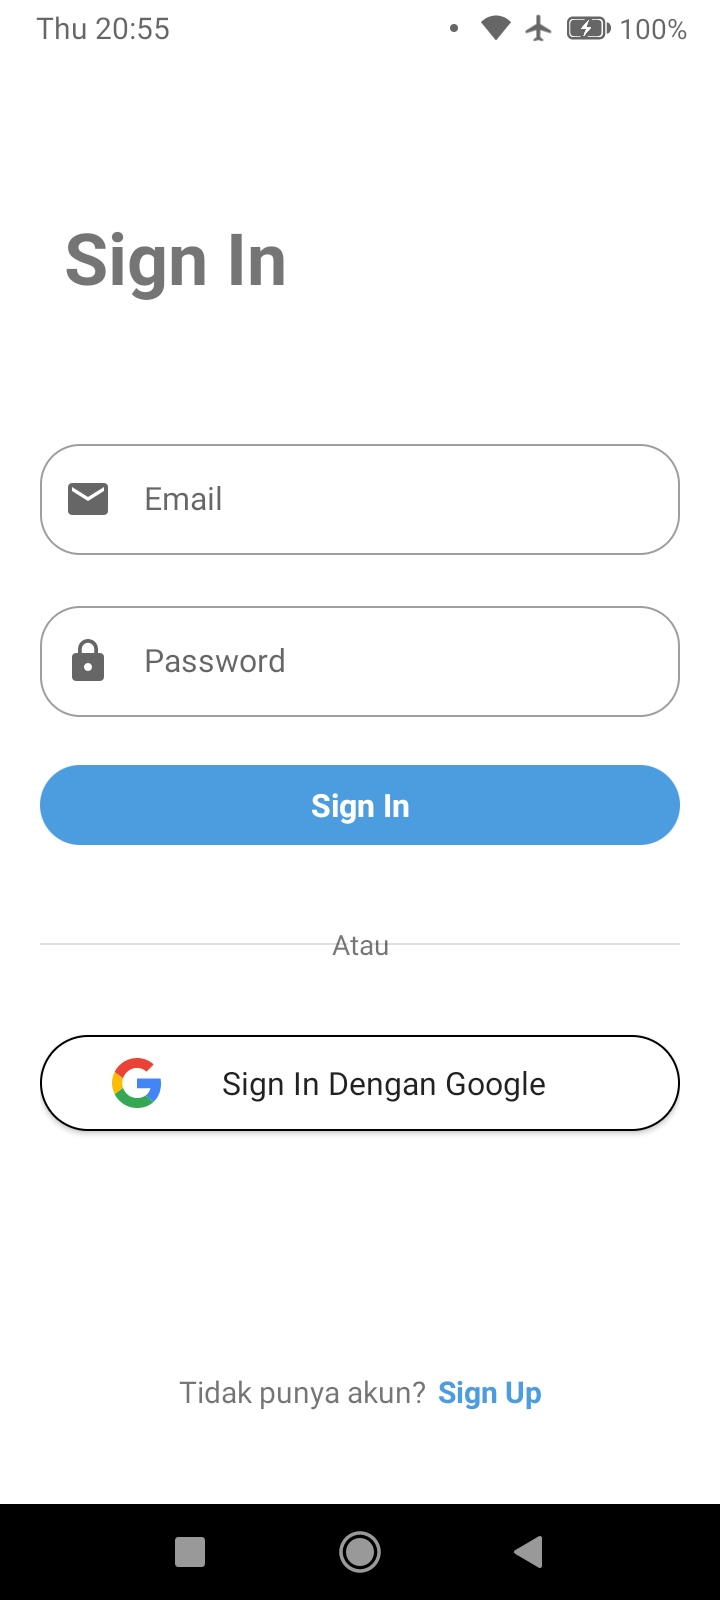 Thu 20:55 100%
Sign In
Email
Password
Sign In
Atau
Sign In Dengan Google
Tidak punya akun? Sign Up